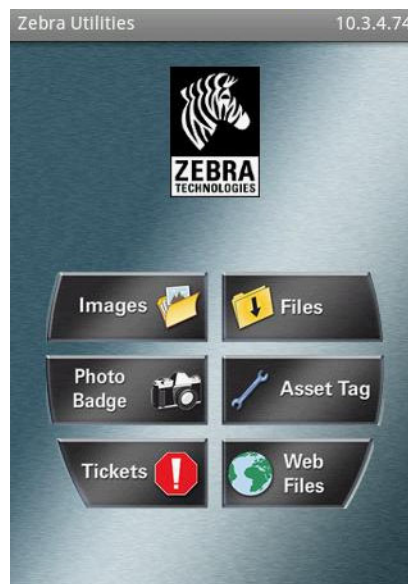 Zebra Utilities 10.3.4.74
ZEBRA
TECHNOLOGIES
Images
Files
Photo
Badge
Asset Tag
Tickets
Web
Files